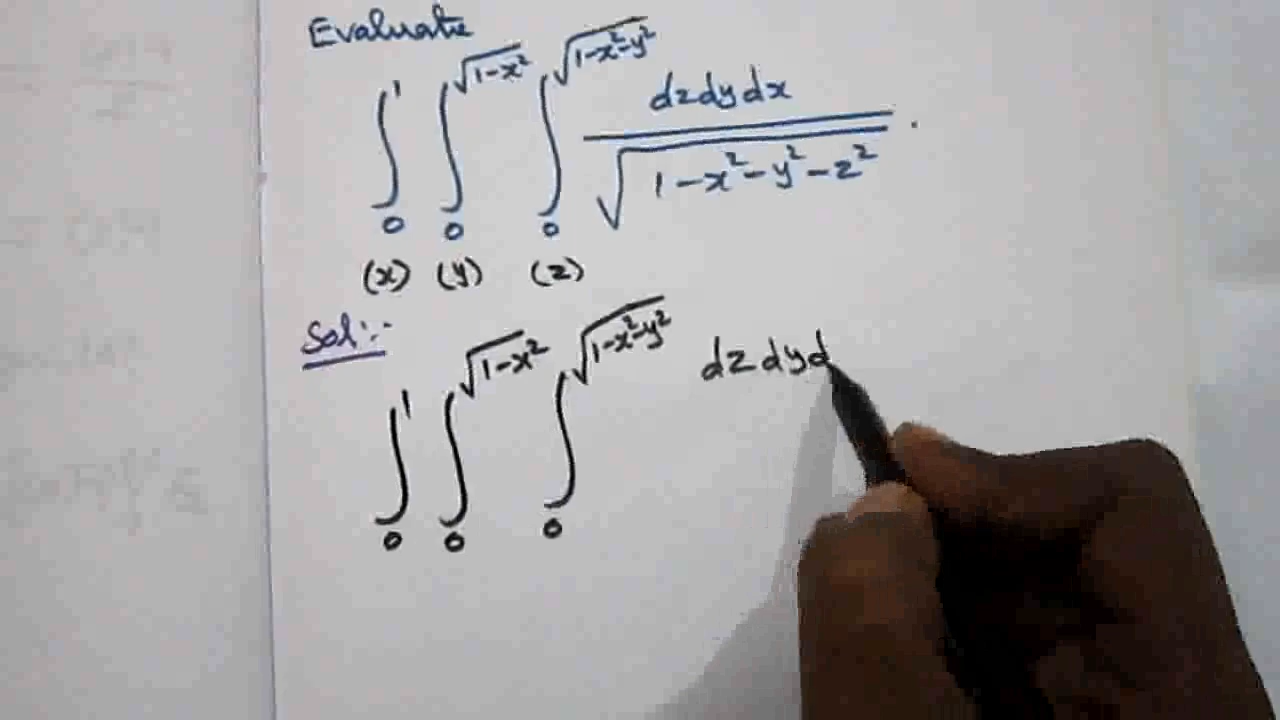 Evaluate
∫₀¹ ∫₀^√(1-x²) ∫₀^√(1-x²-y²) dz dy dx / √(1-x²-y²-z²) .
(x) (y) (z)
Sol:-
∫₀¹ ∫₀^√(1-x²) ∫₀^√(1-x²-y²) dz dy d